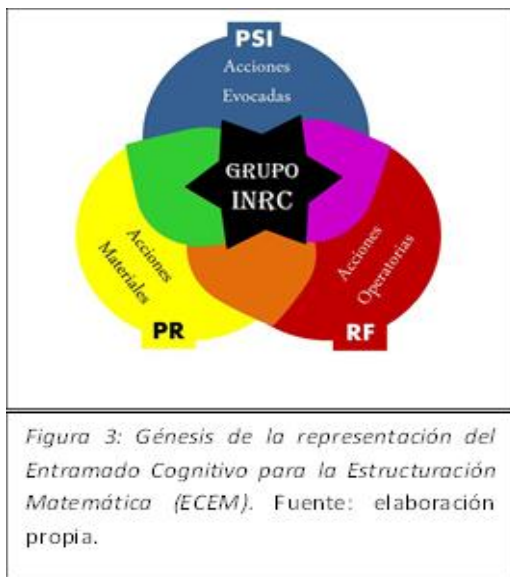 PSI
Acciones
Evocadas
GRUPO
INRC
Acciones
Materiales
Acciones
Operatorias
PR
RF
Figura 3: Génesis de la representación del
Entramado Cognitivo para la Estructuración
Matemática (ECEM). Fuente: elaboración
propia.